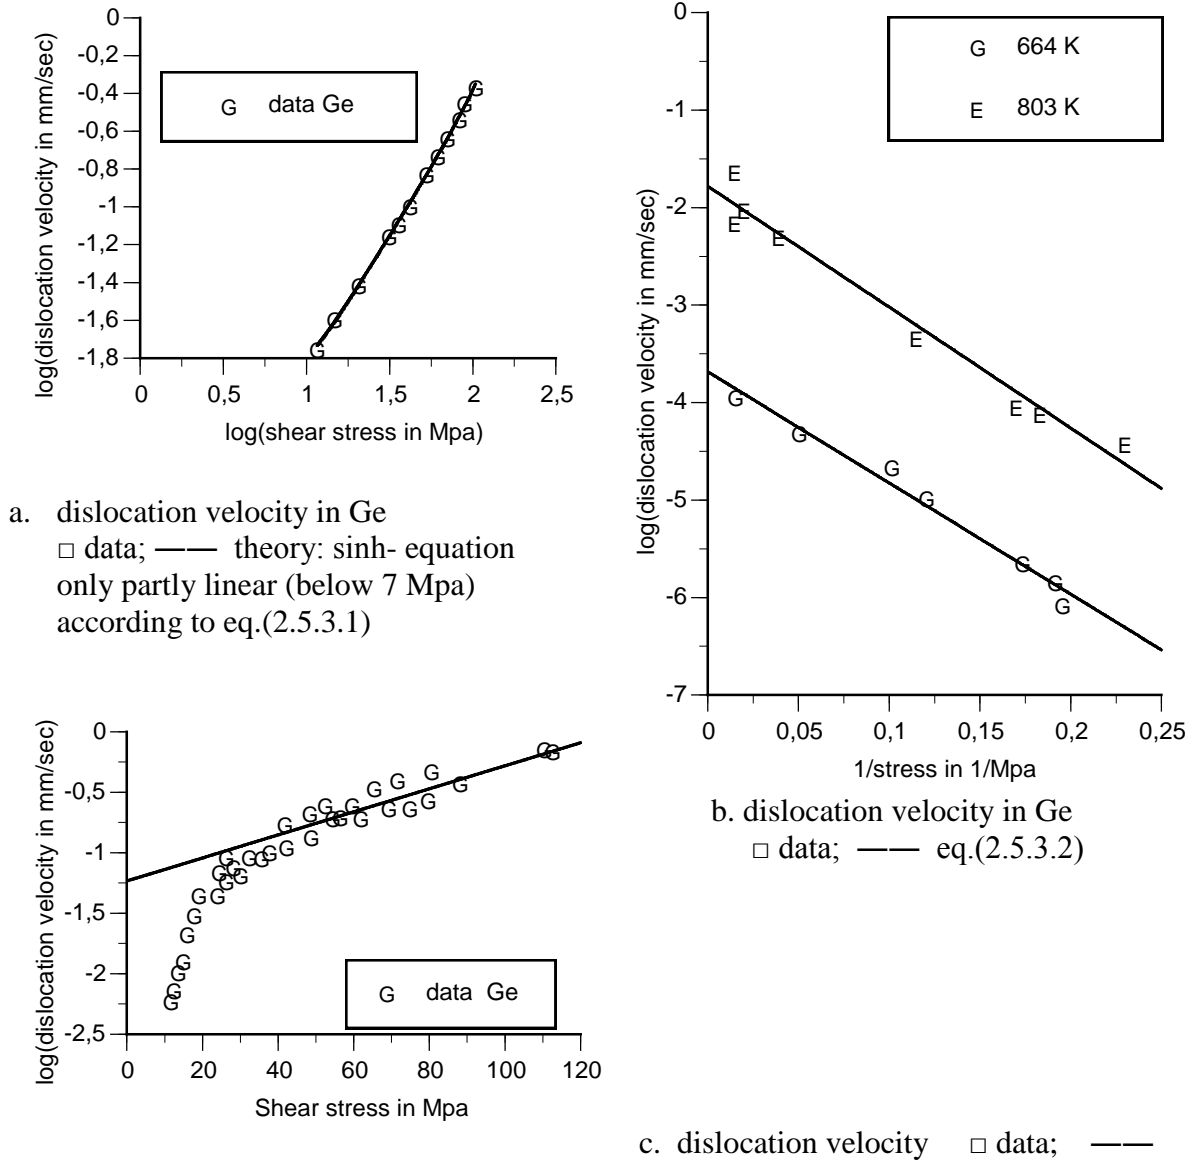 log(dislocation velocity in mm/sec)
0
-0,2
-0,4
-0,6
-0,8
-1
-1,2
-1,4
-1,6
-1,8
G data Ge
G G G G G G G G G G G G
0 0,5 1 1,5 2 2,5
log(shear stress in Mpa)
a. dislocation velocity in Ge
□ data; —— theory: sinh- equation
only partly linear (below 7 Mpa)
according to eq.(2.5.3.1)
log(dislocation velocity in mm/sec)
0
-1
-2
-3
-4
-5
-6
-7
G 664 K
E 803 K
E E E E E E E E
G G G G G G G
0 0,05 0,1 0,15 0,2 0,25
1/stress in 1/Mpa
b. dislocation velocity in Ge
□ data; —— eq.(2.5.3.2)
log(dislocation velocity in mm/sec)
0
-0,5
-1
-1,5
-2
-2,5
G data Ge
0 20 40 60 80 100 120
Shear stress in Mpa
c. dislocation velocity □ data; ——